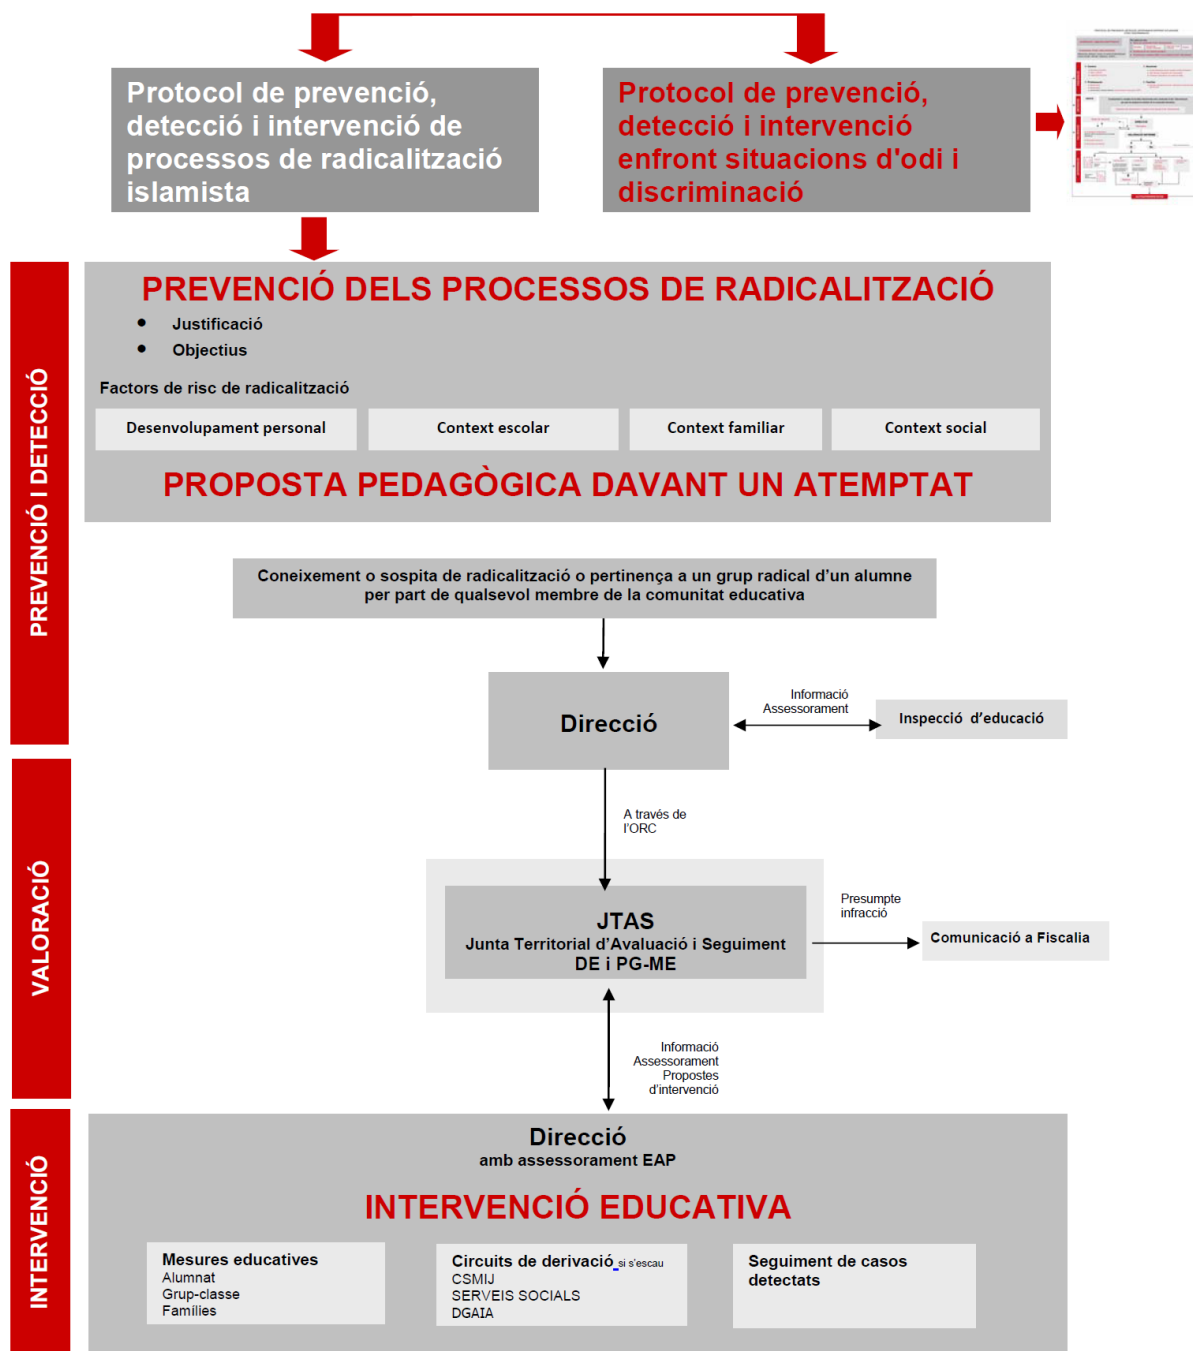 Protocol de prevenció,
detecció i intervenció de
processos de radicalització
islamista
Protocol de prevenció,
detecció i intervenció
enfront situacions d'odi i
discriminació
PREVENCIÓ I DETECCIÓ
PREVENCIÓ DELS PROCESSOS DE RADICALITZACIÓ
• Justificació
• Objectius
Factors de risc de radicalització
Desenvolupament personal
Context escolar
Context familiar
Context social
PROPOSTA PEDAGÒGICA DAVANT UN ATEMPTAT
Coneixement o sospita de radicalització o pertinença a un grup radical d’un alumne
per part de qualsevol membre de la comunitat educativa
Direcció
Informació
Assessorament
Inspecció d’educació
VALORACIÓ
A través de
l’ORC
JTAS
Junta Territorial d’Avaluació i Seguiment
DE i PG-ME
Presumpte
infracció
Comunicació a Fiscalia
Informació
Assessorament
Propostes
d’intervenció
INTERVENCIÓ
Direcció
amb assessorament EAP
INTERVENCIÓ EDUCATIVA
Mesures educatives
Alumnat
Grup-classe
Famílies
Circuits de derivació si s’escau
CSMIJ
SERVEIS SOCIALS
DGAIA
Seguiment de casos
detectats